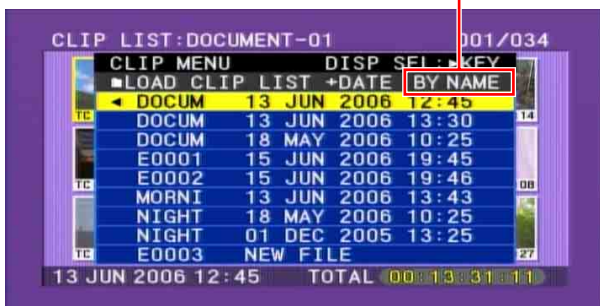 CLIP LIST:DOCUMENT-01 001/034
CLIP MENU DISP SEL:►KEY
LOAD CLIP LIST +DATE BY NAME
◄ DOCUM 13 JUN 2006 12:45
DOCUM 13 JUN 2006 13:30
DOCUM 18 MAY 2006 10:25
E0001 15 JUN 2006 19:45
E0002 15 JUN 2006 19:46
MORNI 13 JUN 2006 13:43
NIGHT 18 MAY 2006 10:25
NIGHT 01 DEC 2005 13:25
E0003 NEW FILE
TC 14
TC 08
TC 27
13 JUN 2006 12:45 TOTAL 00:13:31:11